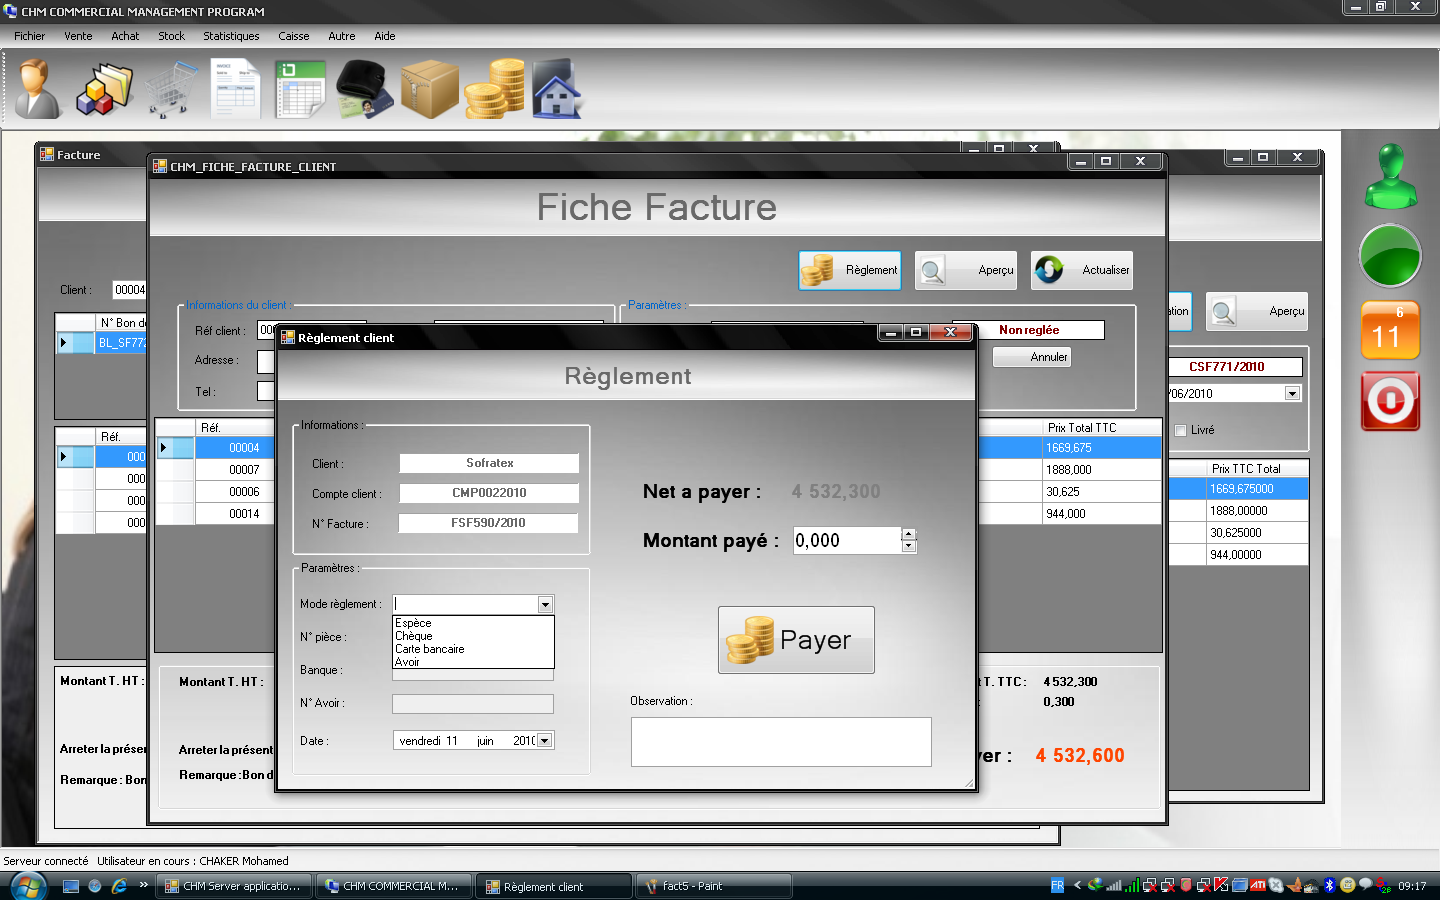 CHM COMMERCIAL MANAGEMENT PROGRAM
Fichier Vente Achat Stock Statistiques Caisse Autre Aide
Facture
CHM_FICHE_FACTURE_CLIENT
Fiche Facture
Règlement Aperçu Actualiser
Client : 00004
Informations du client :
Paramètres :
Aperçu
N° Bon de
Réf client :
Non reglée
BL_SF772
Adresse :
Annuler
Tel :
CSF771/2010
/06/2010
Livré
Règlement client
Règlement
Informations :
Client : Sofratex
Compte client : CMP0022010
N° Facture : FSF590/2010
Net a payer : 4 532,300
Montant payé : 0,000
Paramètres :
Mode règlement :
Espèce
Chèque
Carte bancaire
Avoir
N° pièce :
Banque :
N° Avoir :
Date : vendredi 11 juin 2010
Payer
Observation :
Réf.
Réf. Prix Total TTC
00004 1669,675
00007 1888,000
00006 30,625
00014 944,000
Prix TTC Total
1669,675000
1888,00000
30,625000
944,00000
Montant T. HT :
Montant T. HT :
T. TTC : 4 532,300
0,300
Arreter la présen
Arreter la présent
yer : 4 532,600
Remarque : Bon
Remarque :Bon d
6
11
Serveur connecté Utilisateur en cours : CHAKER Mohamed
CHM Server applicatio... CHM COMMERCIAL M... Règlement client fact5 - Paint FR 09:17